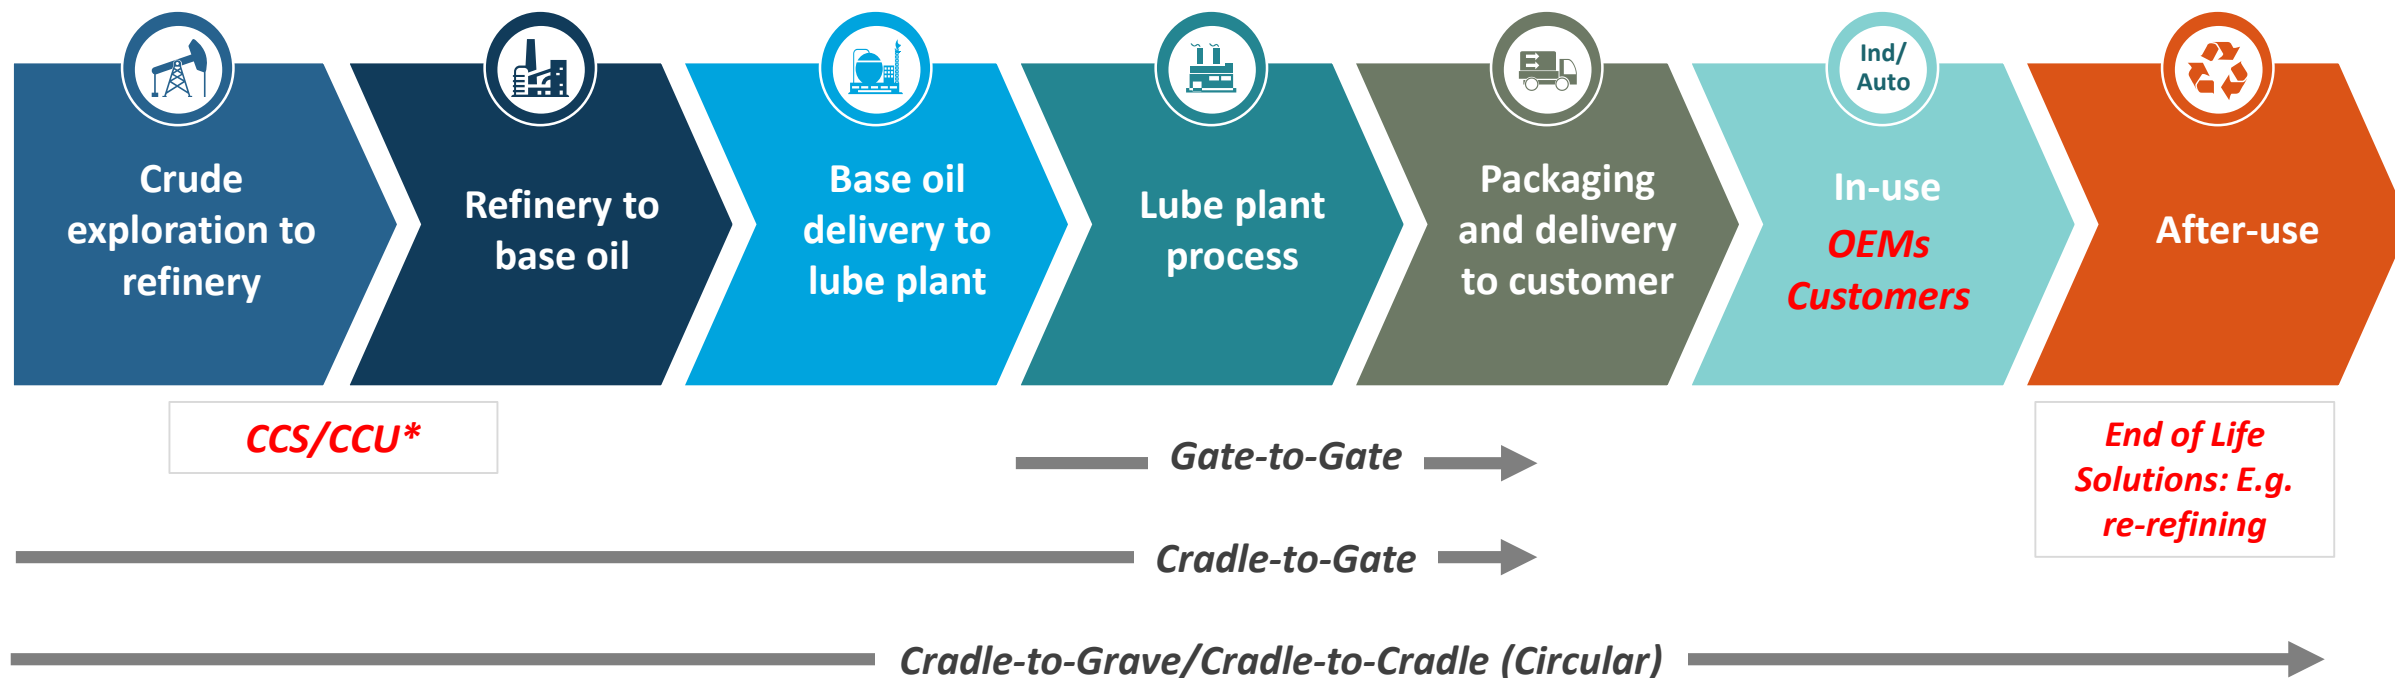 Crude
exploration to
refinery
Refinery to
base oil
Base oil
delivery to
lube plant
Lube plant
process
Packaging
and delivery
to customer
Ind/
Auto
In-use
OEMs
Customers
After-use
CCS/CCU*
End of Life
Solutions: E.g.
re-refining
Gate-to-Gate
Cradle-to-Gate
Cradle-to-Grave/Cradle-to-Cradle (Circular)